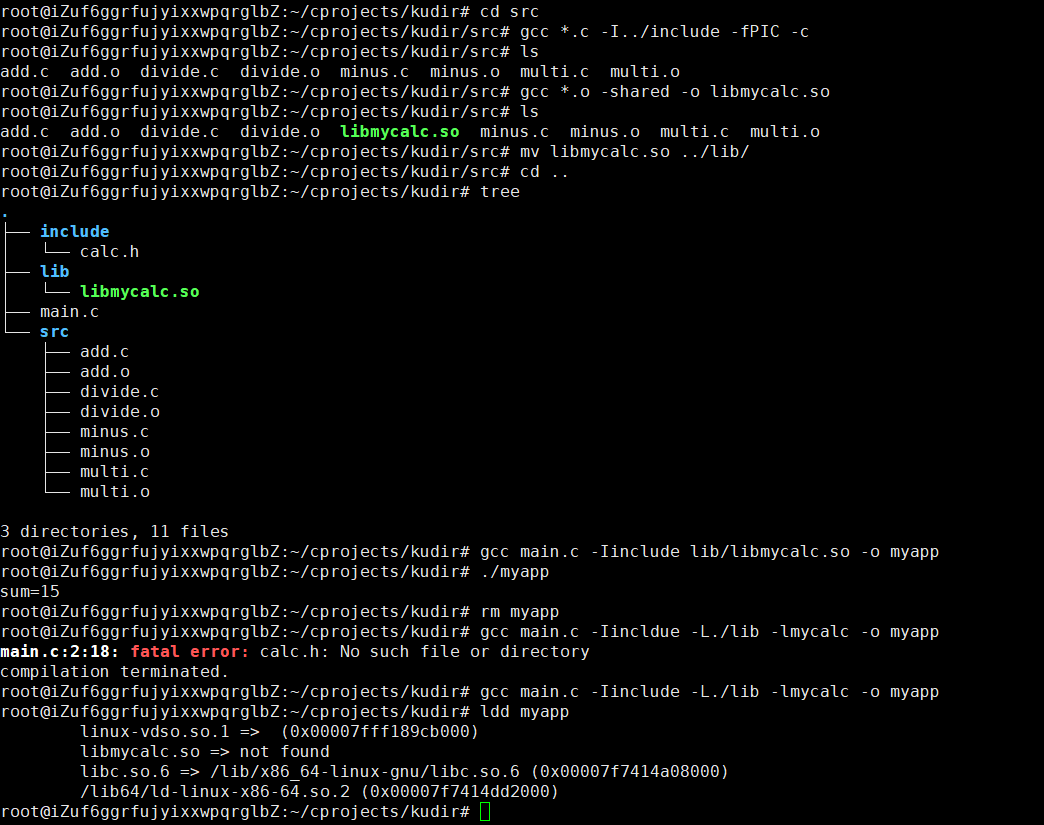 root@iZuf6ggrfujyixxwpqrglbZ:~/cprojects/kudir# cd src
root@iZuf6ggrfujyixxwpqrglbZ:~/cprojects/kudir/src# gcc *.c -I../include -fPIC -c
root@iZuf6ggrfujyixxwpqrglbZ:~/cprojects/kudir/src# ls
add.c  add.o  divide.c  divide.o  minus.c  minus.o  multi.c  multi.o
root@iZuf6ggrfujyixxwpqrglbZ:~/cprojects/kudir/src# gcc *.o -shared -o libmycalc.so
root@iZuf6ggrfujyixxwpqrglbZ:~/cprojects/kudir/src# ls
add.c  add.o  divide.c  divide.o  libmycalc.so  minus.c  minus.o  multi.c  multi.o
root@iZuf6ggrfujyixxwpqrglbZ:~/cprojects/kudir/src# mv libmycalc.so ../lib/
root@iZuf6ggrfujyixxwpqrglbZ:~/cprojects/kudir/src# cd ..
root@iZuf6ggrfujyixxwpqrglbZ:~/cprojects/kudir# tree
.
├── include
│   └── calc.h
├── lib
│   └── libmycalc.so
├── main.c
└── src
    ├── add.c
    ├── add.o
    ├── divide.c
    ├── divide.o
    ├── minus.c
    ├── minus.o
    ├── multi.c
    └── multi.o
3 directories, 11 files
root@iZuf6ggrfujyixxwpqrglbZ:~/cprojects/kudir# gcc main.c -Iinclude lib/libmycalc.so -o myapp
root@iZuf6ggrfujyixxwpqrglbZ:~/cprojects/kudir# ./myapp
sum=15
root@iZuf6ggrfujyixxwpqrglbZ:~/cprojects/kudir# rm myapp
root@iZuf6ggrfujyixxwpqrglbZ:~/cprojects/kudir# gcc main.c -Iincldue -L./lib -lmycalc -o myapp
main.c:2:18: fatal error: calc.h: No such file or directory
compilation terminated.
root@iZuf6ggrfujyixxwpqrglbZ:~/cprojects/kudir# gcc main.c -Iinclude -L./lib -lmycalc -o myapp
root@iZuf6ggrfujyixxwpqrglbZ:~/cprojects/kudir# ldd myapp
        linux-vdso.so.1 =>  (0x00007fff189cb000)
        libmycalc.so => not found
        libc.so.6 => /lib/x86_64-linux-gnu/libc.so.6 (0x00007f7414a08000)
        /lib64/ld-linux-x86-64.so.2 (0x00007f7414dd2000)
root@iZuf6ggrfujyixxwpqrglbZ:~/cprojects/kudir#